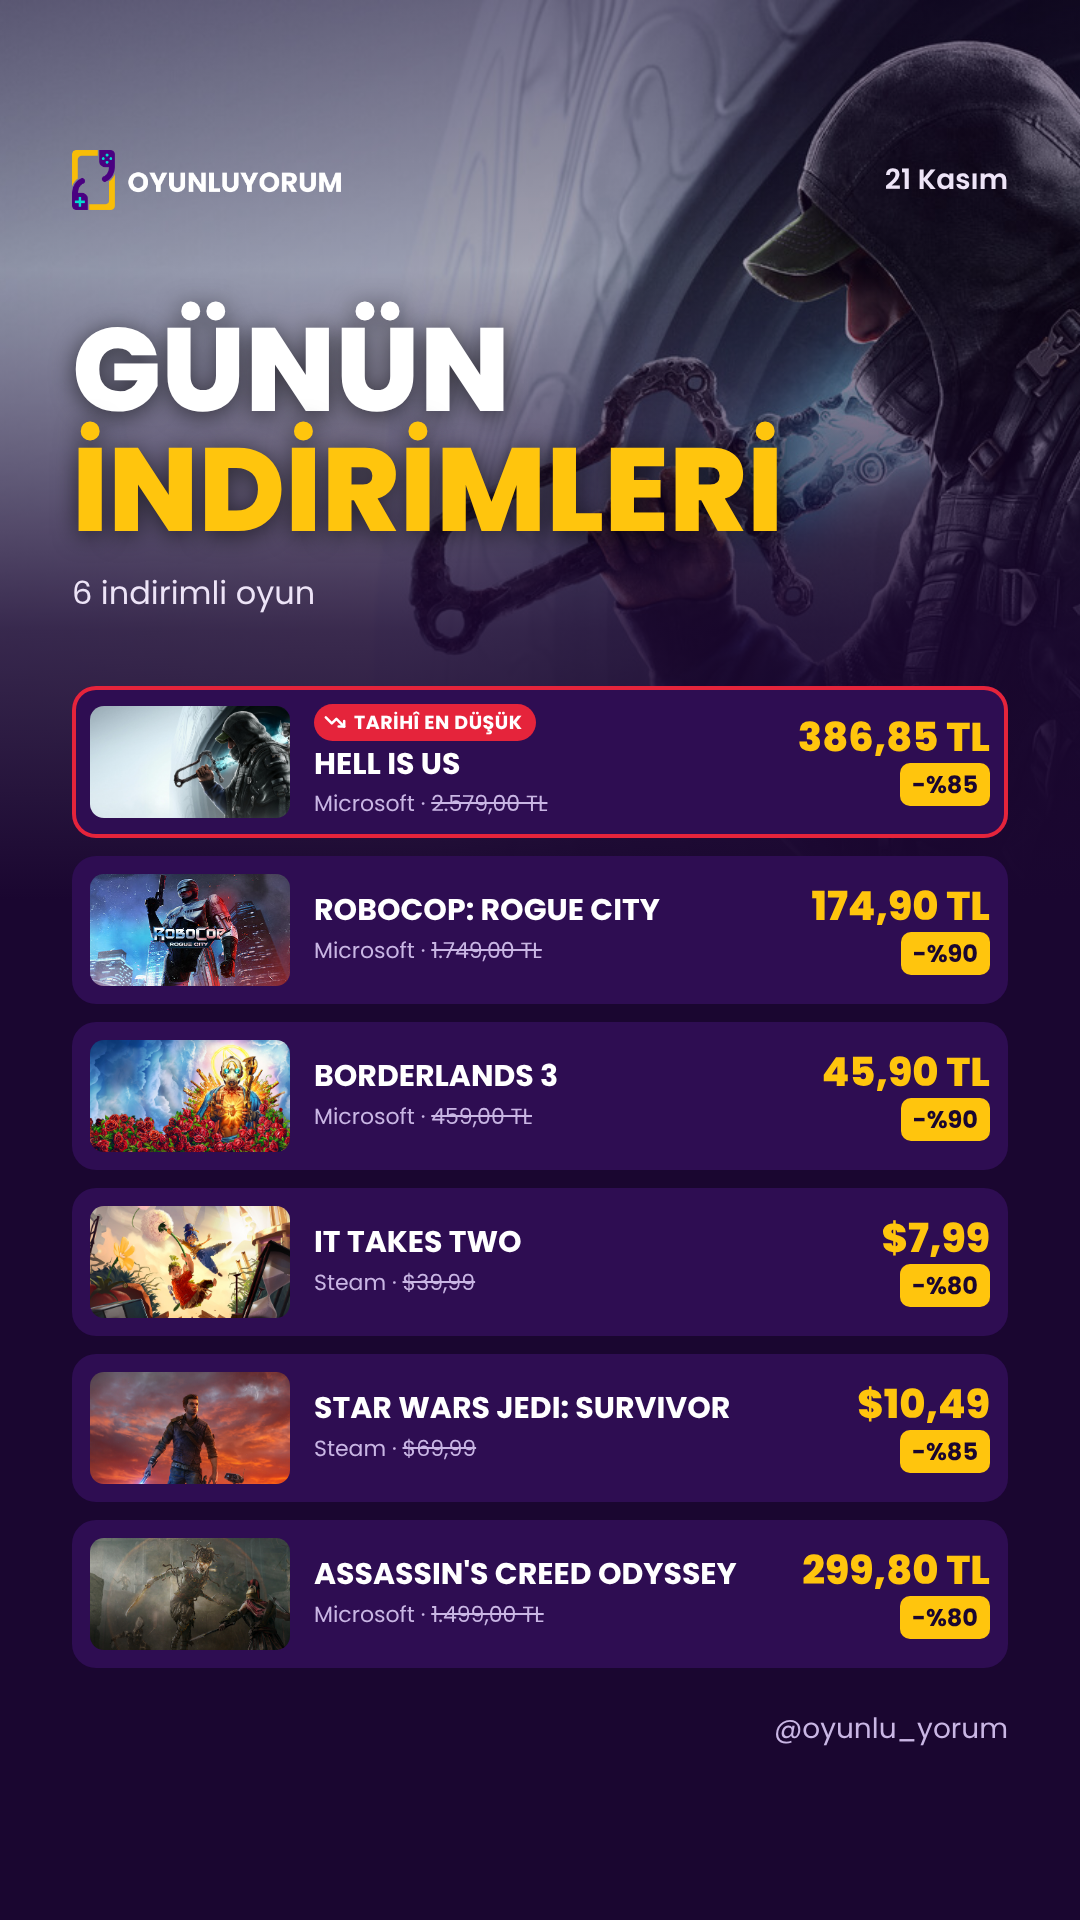 OYUNLUYORUM
21 Kasım
GÜNÜN
İNDİRİMLERİ
6 indirimli oyun
TARİHÎ EN DÜŞÜK
HELL IS US
Microsoft · 2.579,00 TL
386,85 TL
-%85
ROBOCOP
ROGUE CITY
ROBOCOP: ROGUE CITY
Microsoft · 1.749,00 TL
174,90 TL
-%90
BORDERLANDS 3
Microsoft · 459,00 TL
45,90 TL
-%90
IT TAKES TWO
Steam · $39,99
$7,99
-%80
STAR WARS JEDI: SURVIVOR
Steam · $69,99
$10,49
-%85
ASSASSIN'S CREED ODYSSEY
Microsoft · 1.499,00 TL
299,80 TL
-%80
@oyunlu_yorum